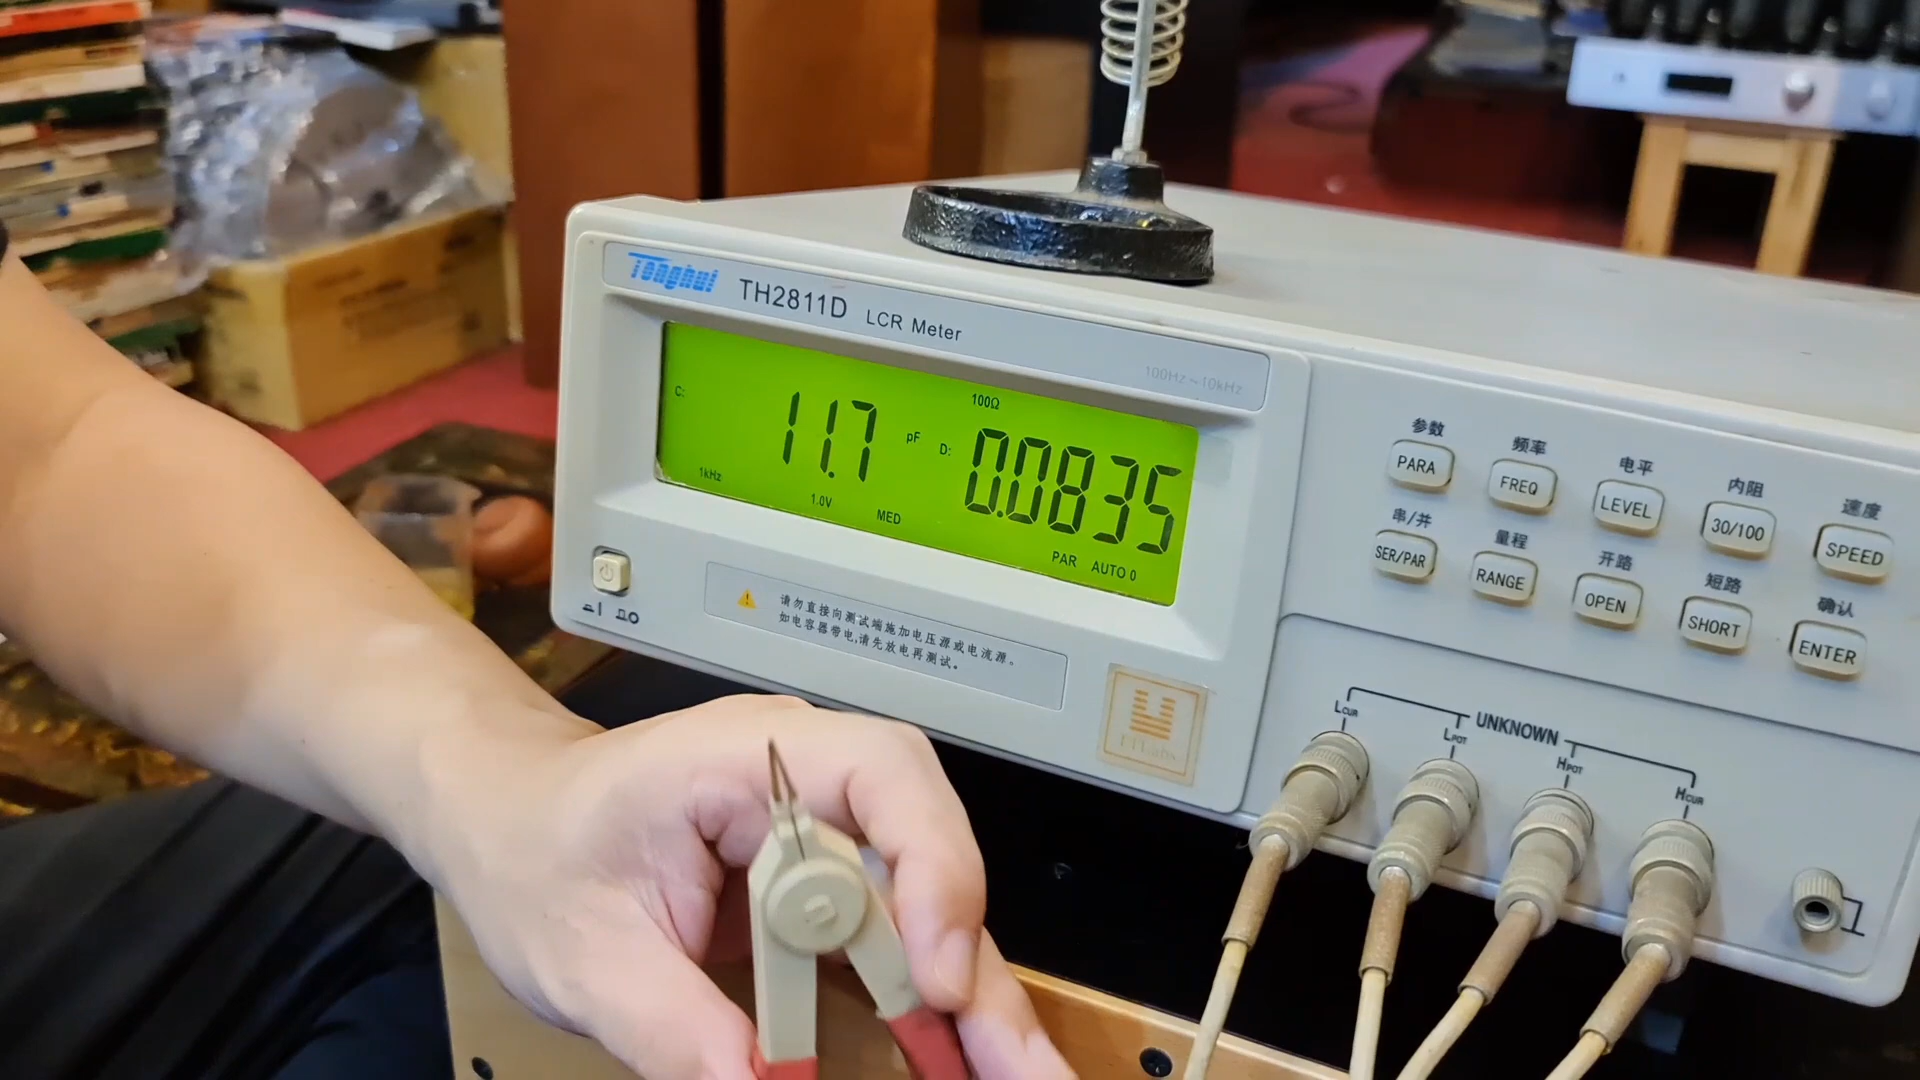 Tonghui TH2811D LCR Meter
100Hz~10kHz
100Ω
C: 11.7 pF D: 0.0835
1kHz 1.0V MED PAR AUTO 0
请勿直接向测试端施加电压源或电流源。
如电容器带电,请先放电再测试。
参数 频率 电平 内阻 速度
PARA FREQ LEVEL 30/100 SPEED
串/并 量程 开路 短路 确认
SER/PAR RANGE OPEN SHORT ENTER
UNKNOWN
LCUR LPOT HPOT HCUR